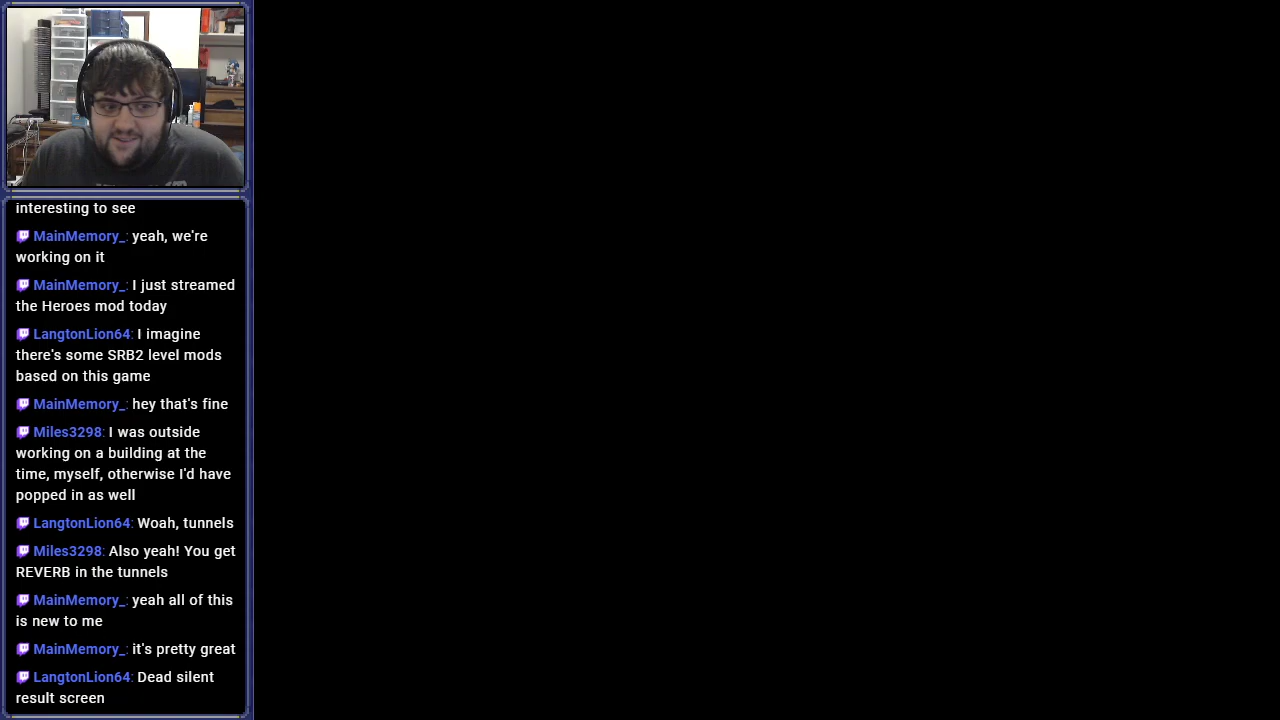 interesting to see
MainMemory_: yeah, we're
working on it
MainMemory_: I just streamed
the Heroes mod today
LangtonLion64: I imagine
there's some SRB2 level mods
based on this game
MainMemory_: hey that's fine
Miles3298: I was outside
working on a building at the
time, myself, otherwise I'd have
popped in as well
LangtonLion64: Woah, tunnels
Miles3298: Also yeah! You get
REVERB in the tunnels
MainMemory_: yeah all of this
is new to me
MainMemory_: it's pretty great
LangtonLion64: Dead silent
result screen